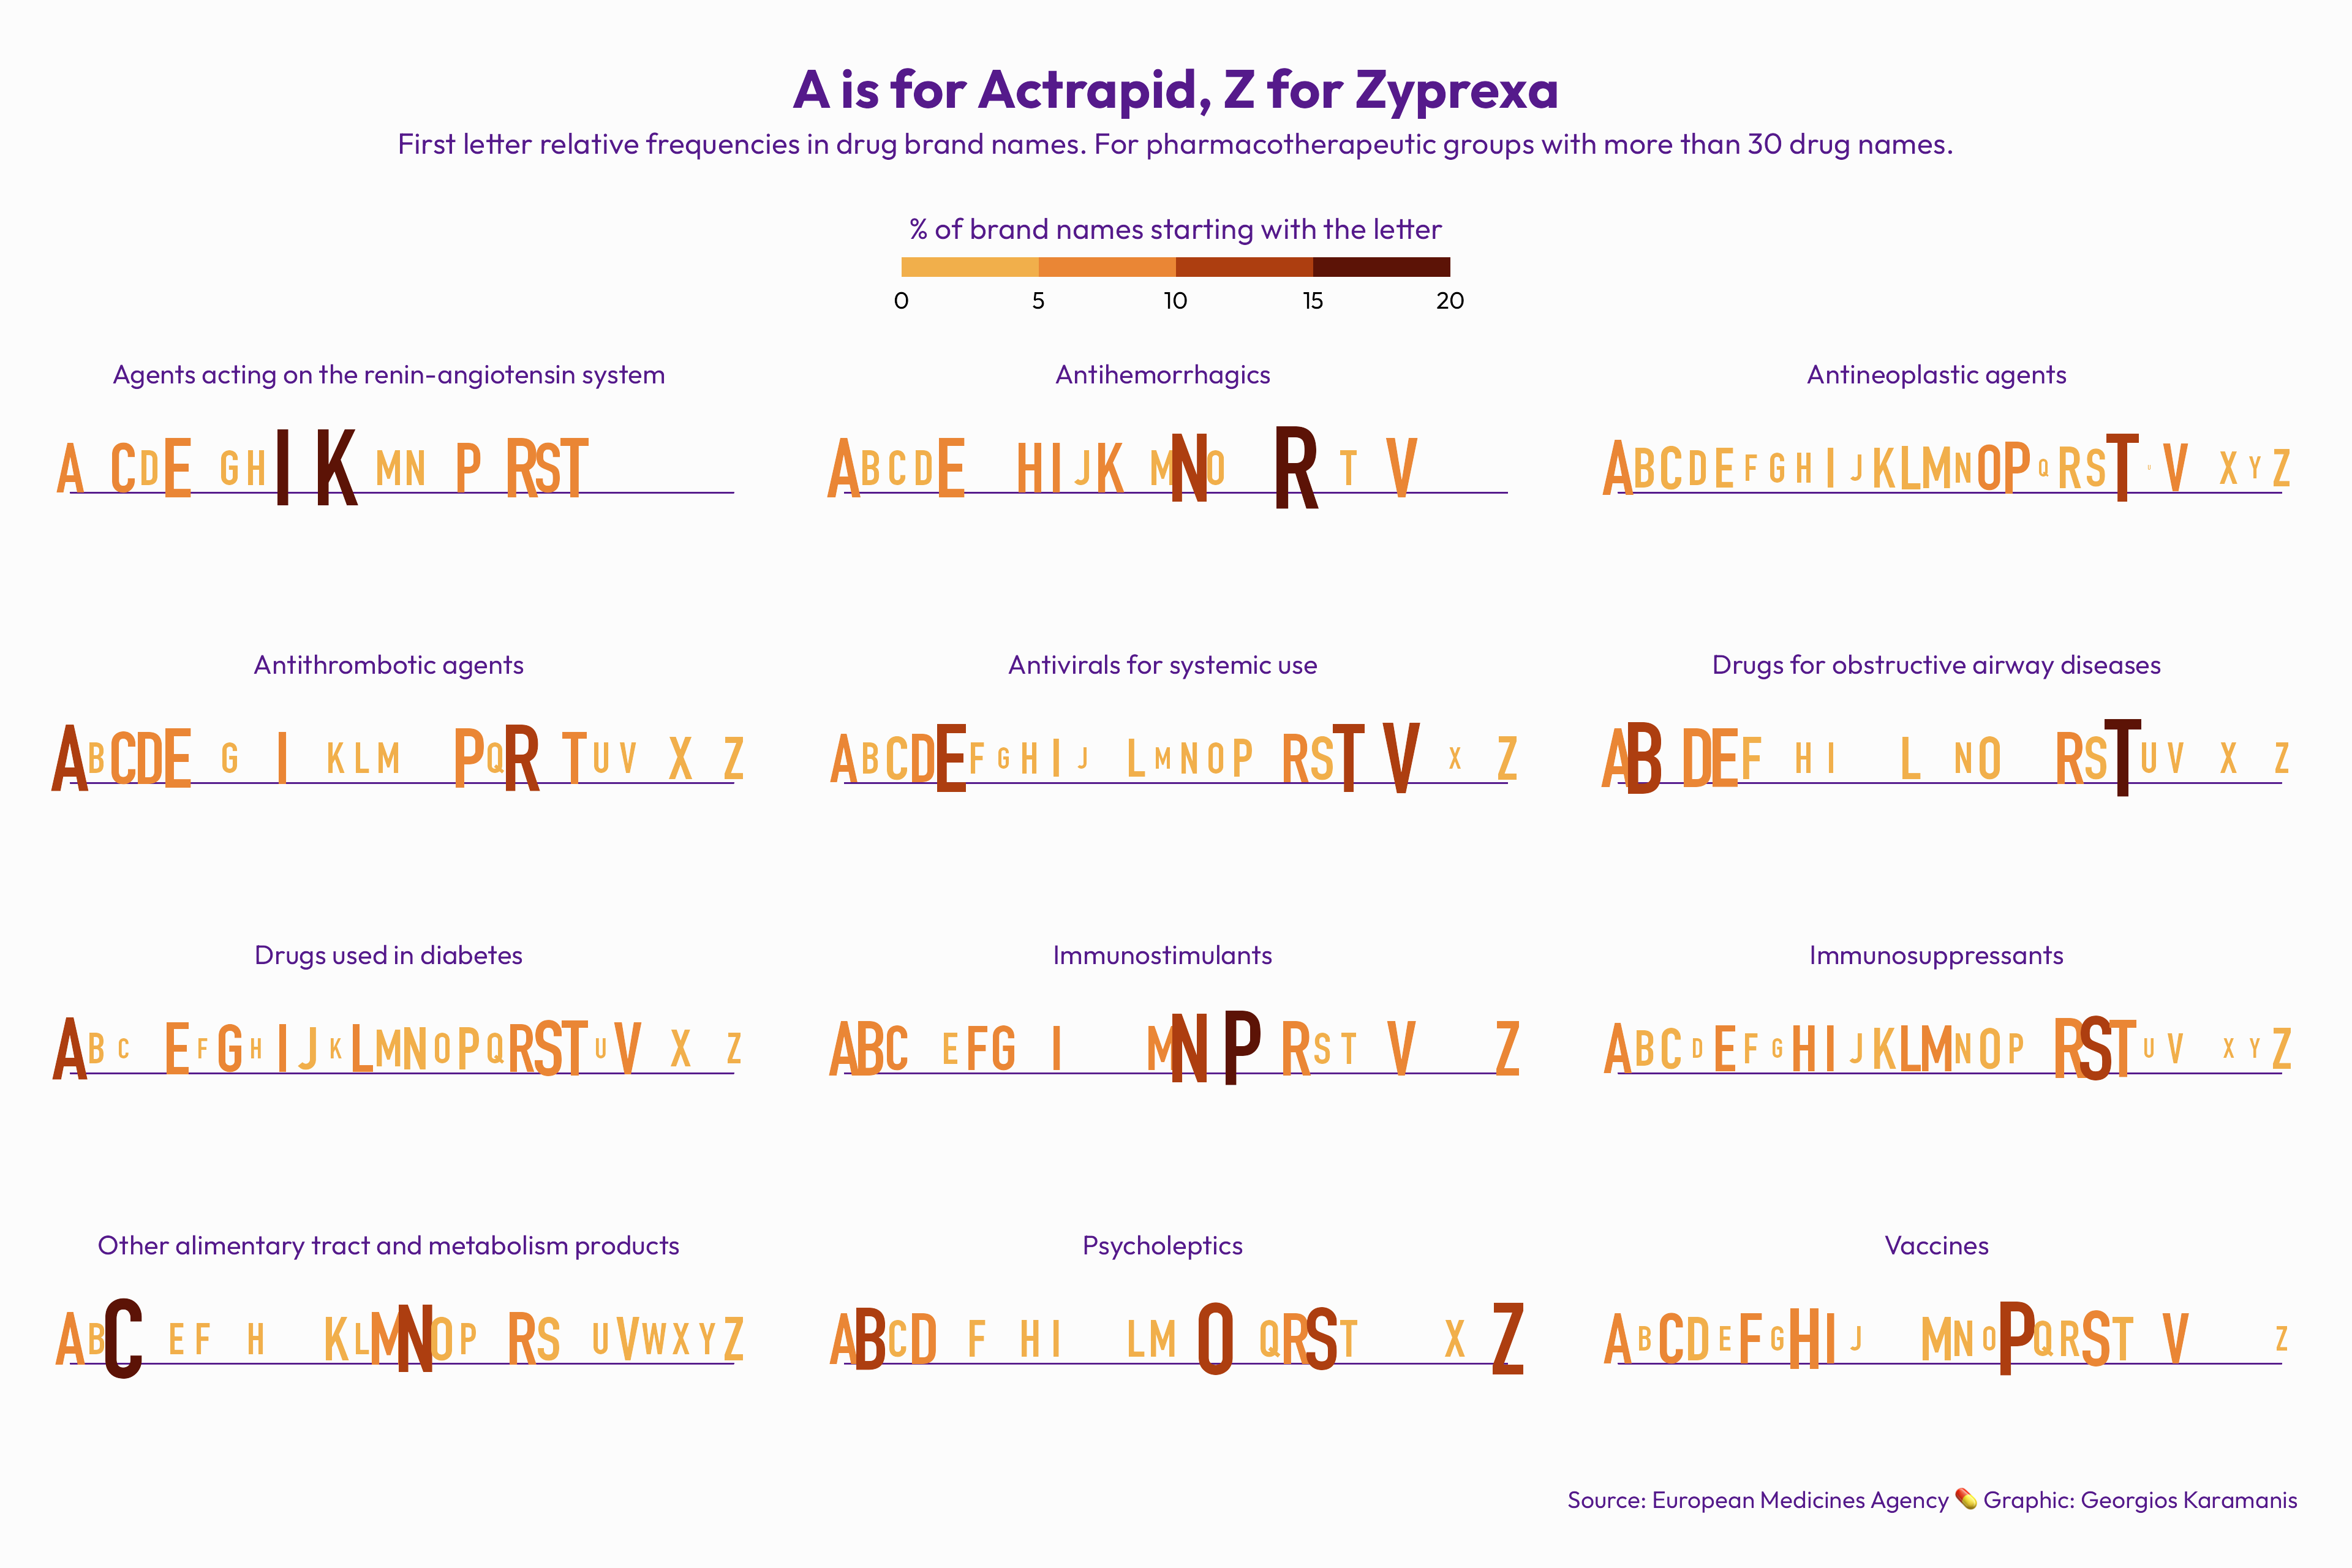 A is for Actrapid, Z for Zyprexa
First letter relative frequencies in drug brand names. For pharmacotherapeutic groups with more than 30 drug names.
% of brand names starting with the letter
0 5 10 15 20
Agents acting on the renin-angiotensin system
A C D E G H I K M N P R S T
Antihemorrhagics
A B C D E H I J K M N O R T V
Antineoplastic agents
A B C D E F G H I J K L M N O P Q R S T U V X Y Z
Antithrombotic agents
A B C D E G I K L M P Q R T U V X Z
Antivirals for systemic use
A B C D E F G H I J L M N O P R S T V X Z
Drugs for obstructive airway diseases
A B D E F H I L N O R S T U V X Z
Drugs used in diabetes
A B C E F G H I J K L M N O P Q R S T U V X Z
Immunostimulants
A B C E F G I M N P R S T V Z
Immunosuppressants
A B C D E F G H I J K L M N O P R S T U V X Y Z
Other alimentary tract and metabolism products
A B C E F H K L M N O P R S U V W X Y Z
Psycholeptics
A B C D F H I L M O Q R S T X Z
Vaccines
A B C D E F G H I J M N O P Q R S T V Z
Source: European Medicines Agency 💊 Graphic: Georgios Karamanis